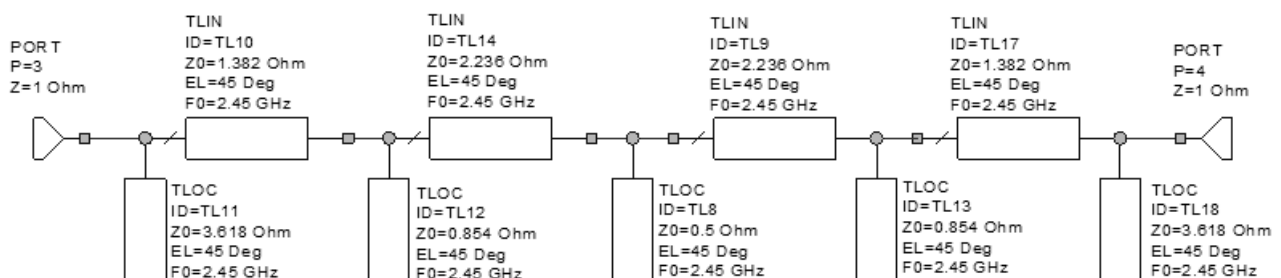 PORT
P=3
Z=1 Ohm
TLIN
ID=TL10
Z0=1.382 Ohm
EL=45 Deg
F0=2.45 GHz
TLIN
ID=TL14
Z0=2.236 Ohm
EL=45 Deg
F0=2.45 GHz
TLIN
ID=TL9
Z0=2.236 Ohm
EL=45 Deg
F0=2.45 GHz
TLIN
ID=TL17
Z0=1.382 Ohm
EL=45 Deg
F0=2.45 GHz
PORT
P=4
Z=1 Ohm
TLOC
ID=TL11
Z0=3.618 Ohm
EL=45 Deg
F0=2.45 GHz
TLOC
ID=TL12
Z0=0.854 Ohm
EL=45 Deg
F0=2.45 GHz
TLOC
ID=TL8
Z0=0.5 Ohm
EL=45 Deg
F0=2.45 GHz
TLOC
ID=TL13
Z0=0.854 Ohm
EL=45 Deg
F0=2.45 GHz
TLOC
ID=TL18
Z0=3.618 Ohm
EL=45 Deg
F0=2.45 GHz